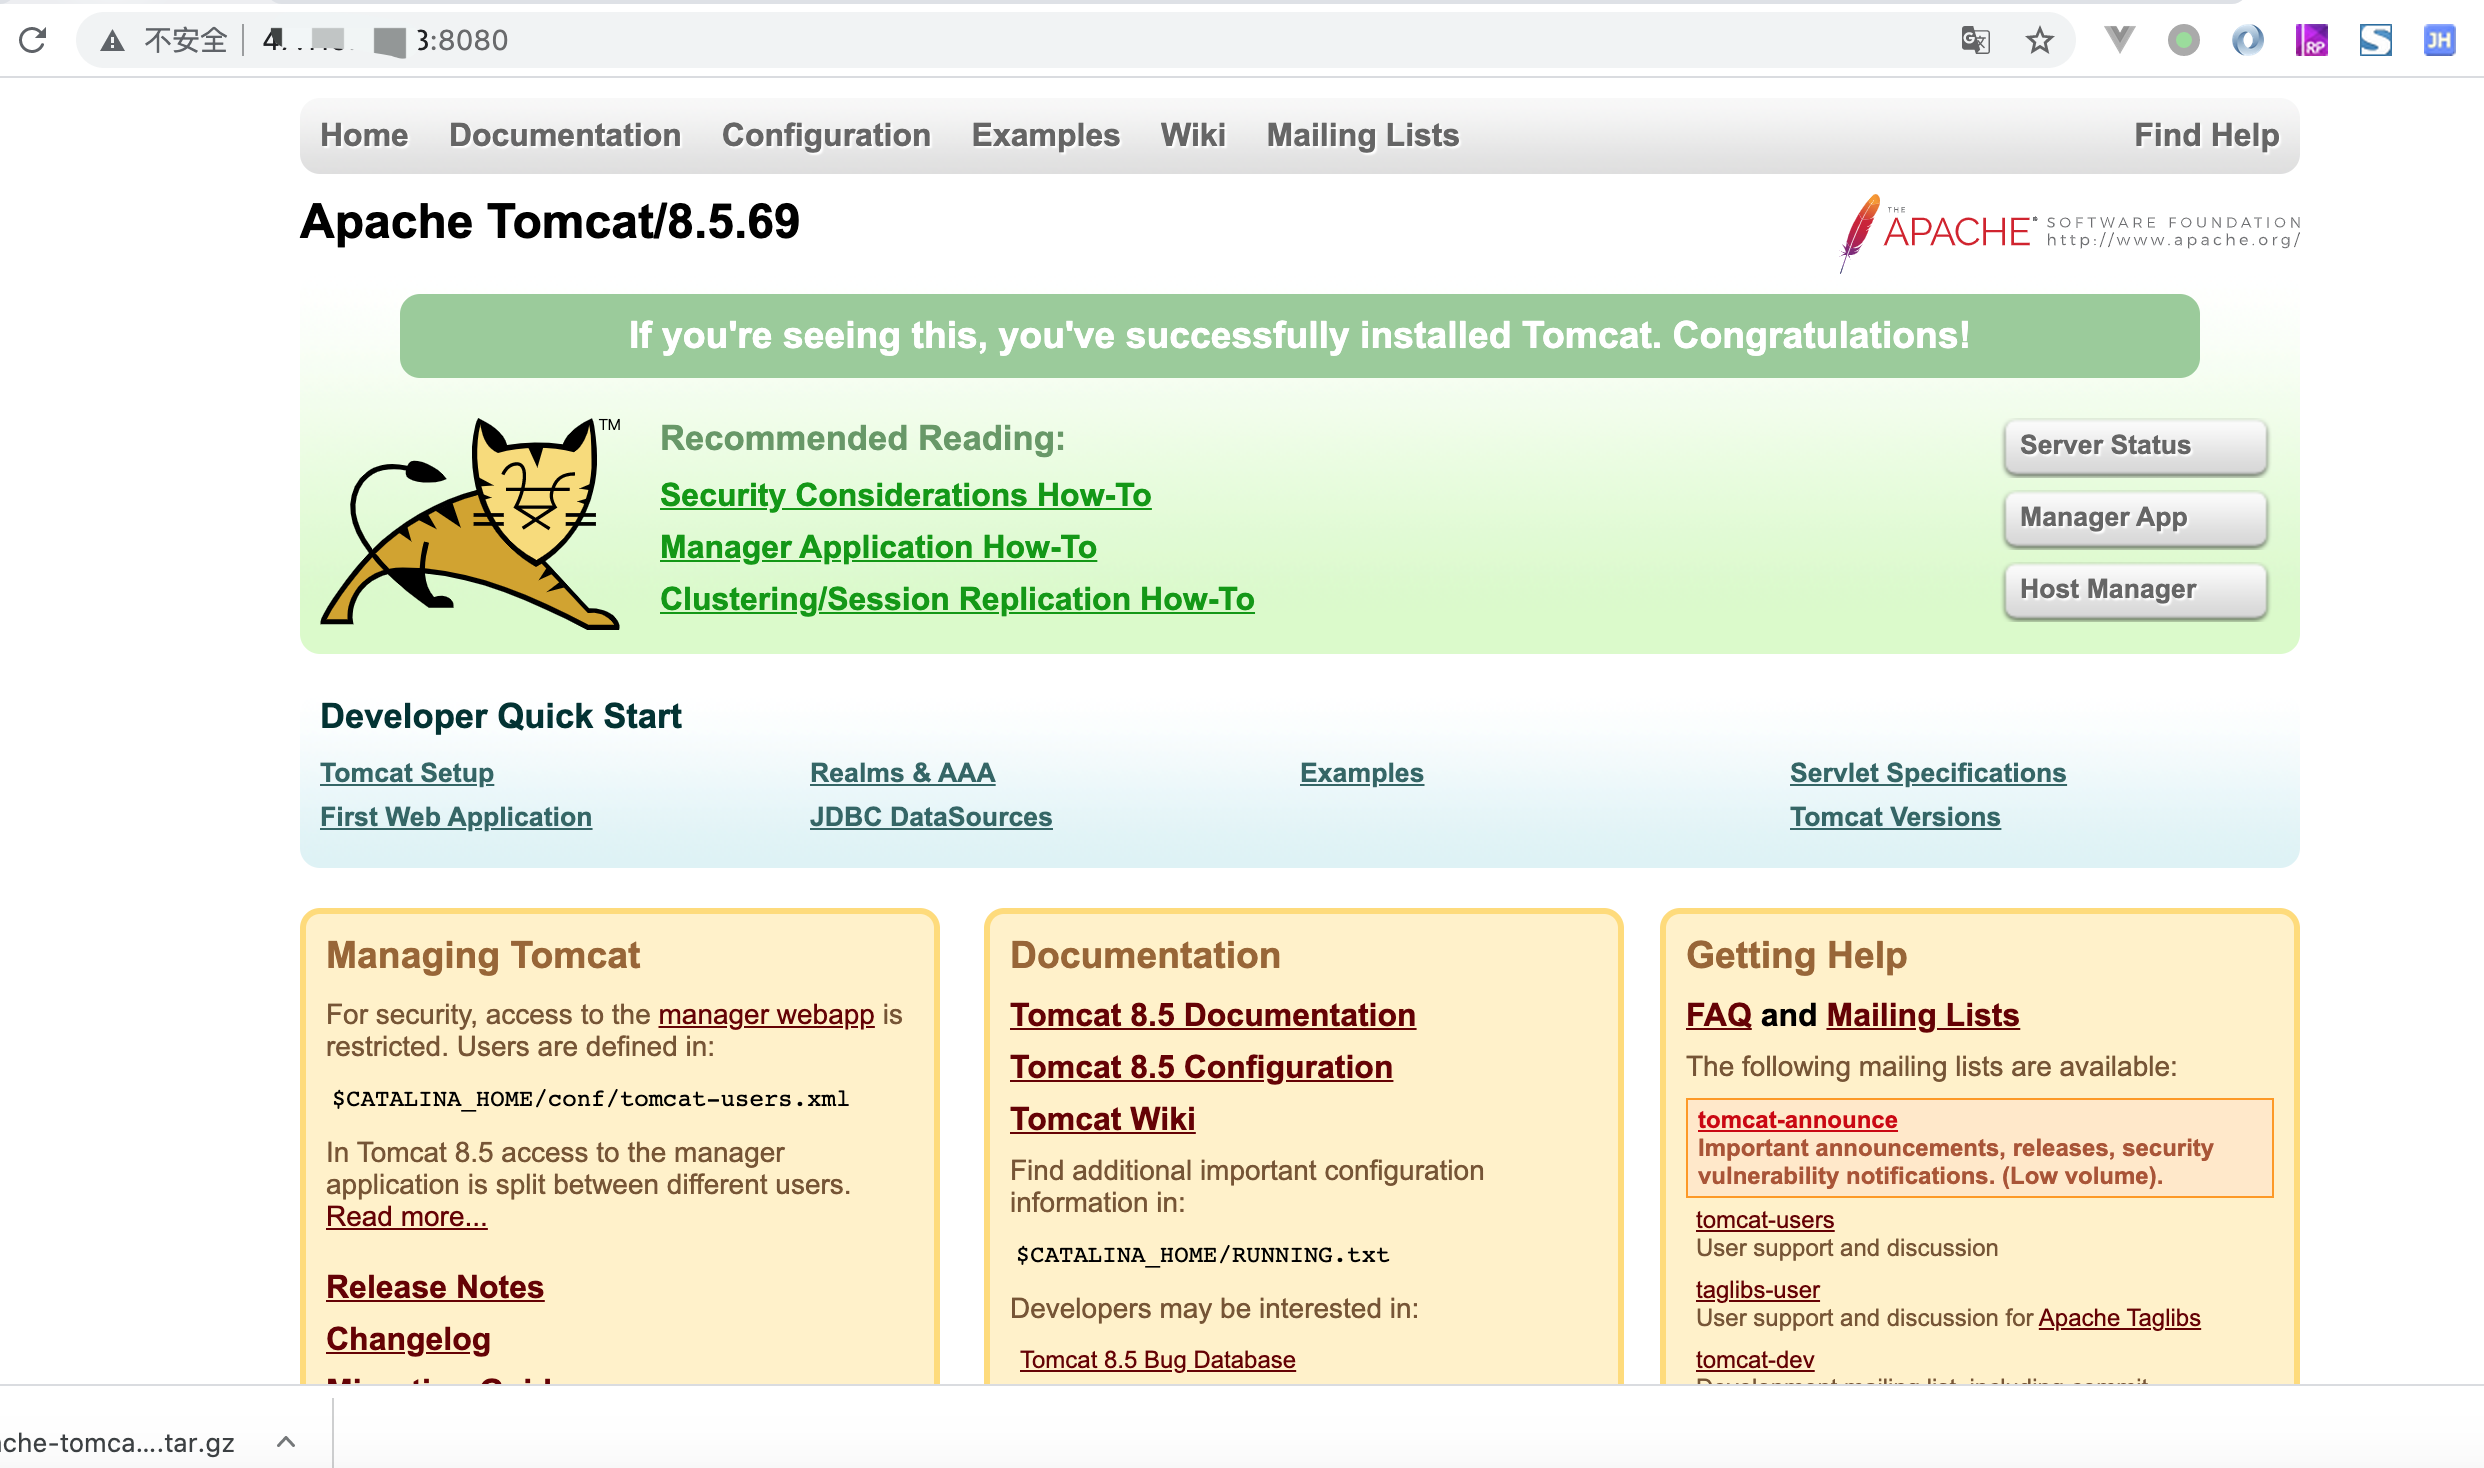 不安全 :8080
Home Documentation Configuration Examples Wiki Mailing Lists Find Help
Apache Tomcat/8.5.69
THE APACHE® SOFTWARE FOUNDATION
http://www.apache.org/
If you're seeing this, you've successfully installed Tomcat. Congratulations!
TM
Recommended Reading:
Security Considerations How-To
Manager Application How-To
Clustering/Session Replication How-To
Server Status
Manager App
Host Manager
Developer Quick Start
Tomcat Setup
First Web Application
Realms & AAA
JDBC DataSources
Examples
Servlet Specifications
Tomcat Versions
Managing Tomcat
For security, access to the manager webapp is
restricted. Users are defined in:
$CATALINA_HOME/conf/tomcat-users.xml
In Tomcat 8.5 access to the manager
application is split between different users.
Read more...
Release Notes
Changelog
Documentation
Tomcat 8.5 Documentation
Tomcat 8.5 Configuration
Tomcat Wiki
Find additional important configuration
information in:
$CATALINA_HOME/RUNNING.txt
Developers may be interested in:
Tomcat 8.5 Bug Database
Getting Help
FAQ and Mailing Lists
The following mailing lists are available:
tomcat-announce
Important announcements, releases, security
vulnerability notifications. (Low volume).
tomcat-users
User support and discussion
taglibs-user
User support and discussion for Apache Taglibs
tomcat-dev
Development mailing list, including commit
che-tomca....tar.gz
RP
JH